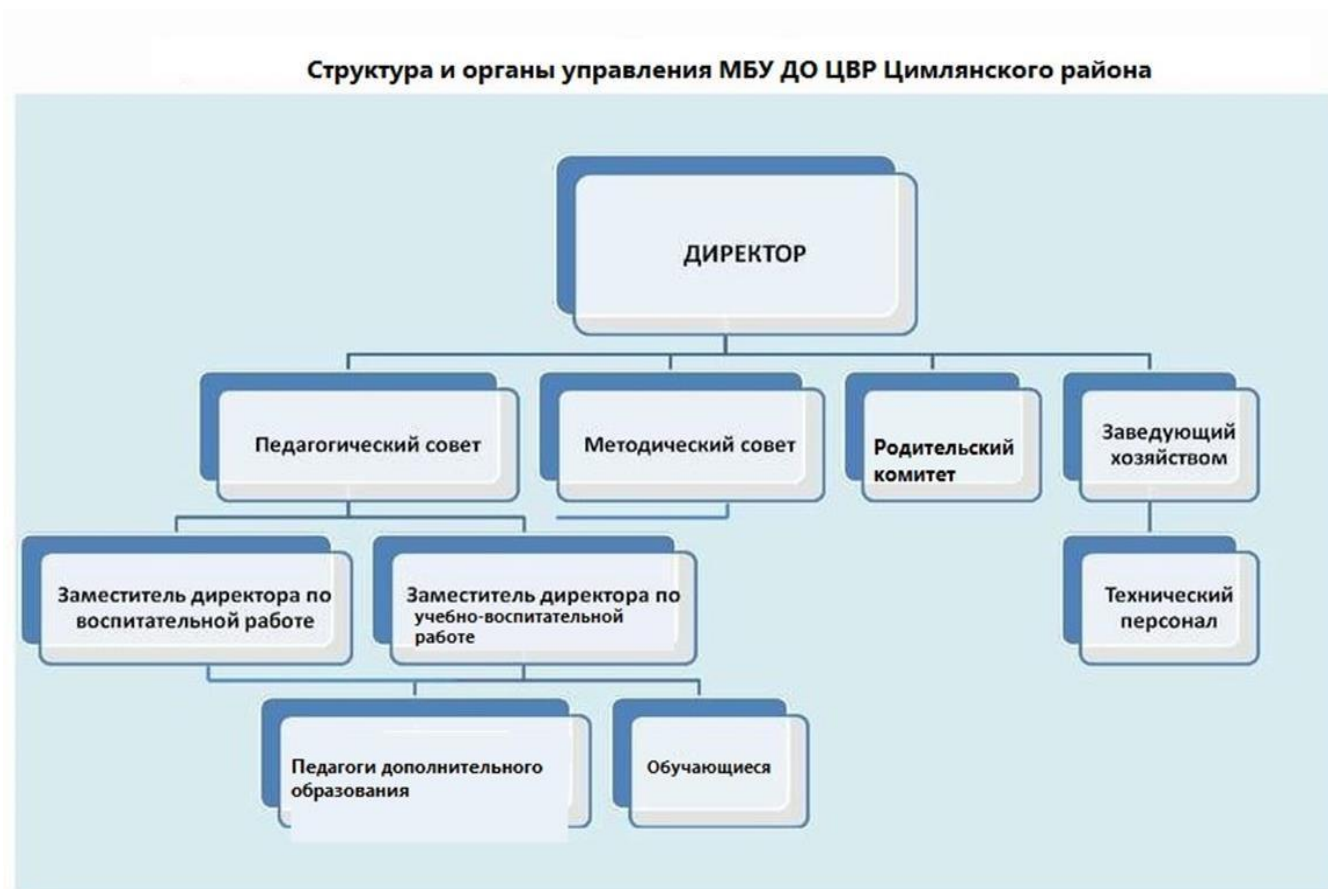 Структура и органы управления МБУ ДО ЦВР Цимлянского района
ДИРЕКТОР
Педагогический совет
Методический совет
Родительский
комитет
Заведующий
хозяйством
Заместитель директора по
воспитательной работе
Заместитель директора по
учебно-воспитательной
работе
Технический
персонал
Педагоги дополнительного
образования
Обучающиеся